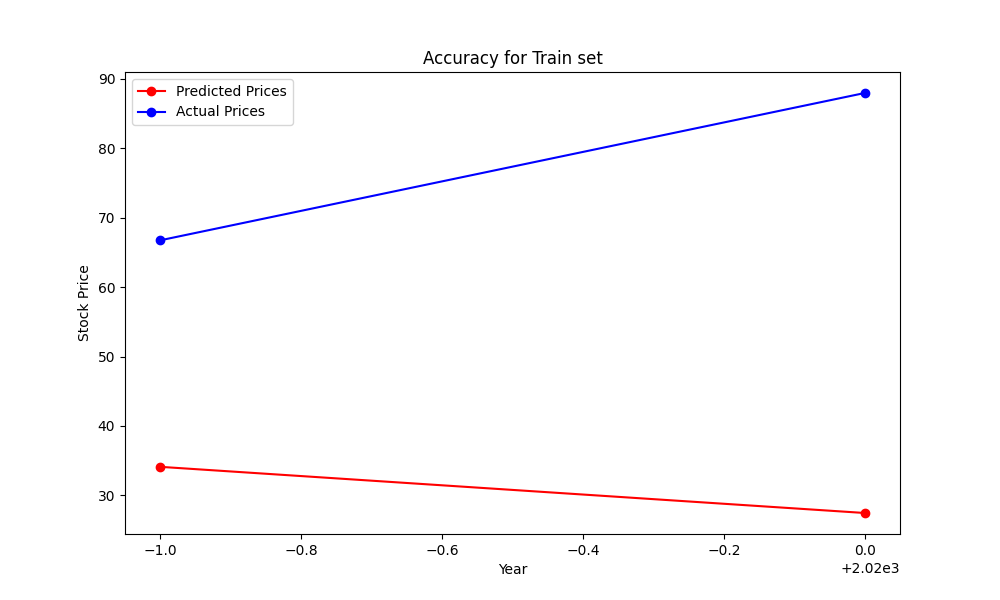 Accuracy for Train set
Predicted Prices
Actual Prices
90
80
70
60
50
40
30
Stock Price
−1.0 −0.8 −0.6 −0.4 −0.2 0.0
+2.02e3
Year